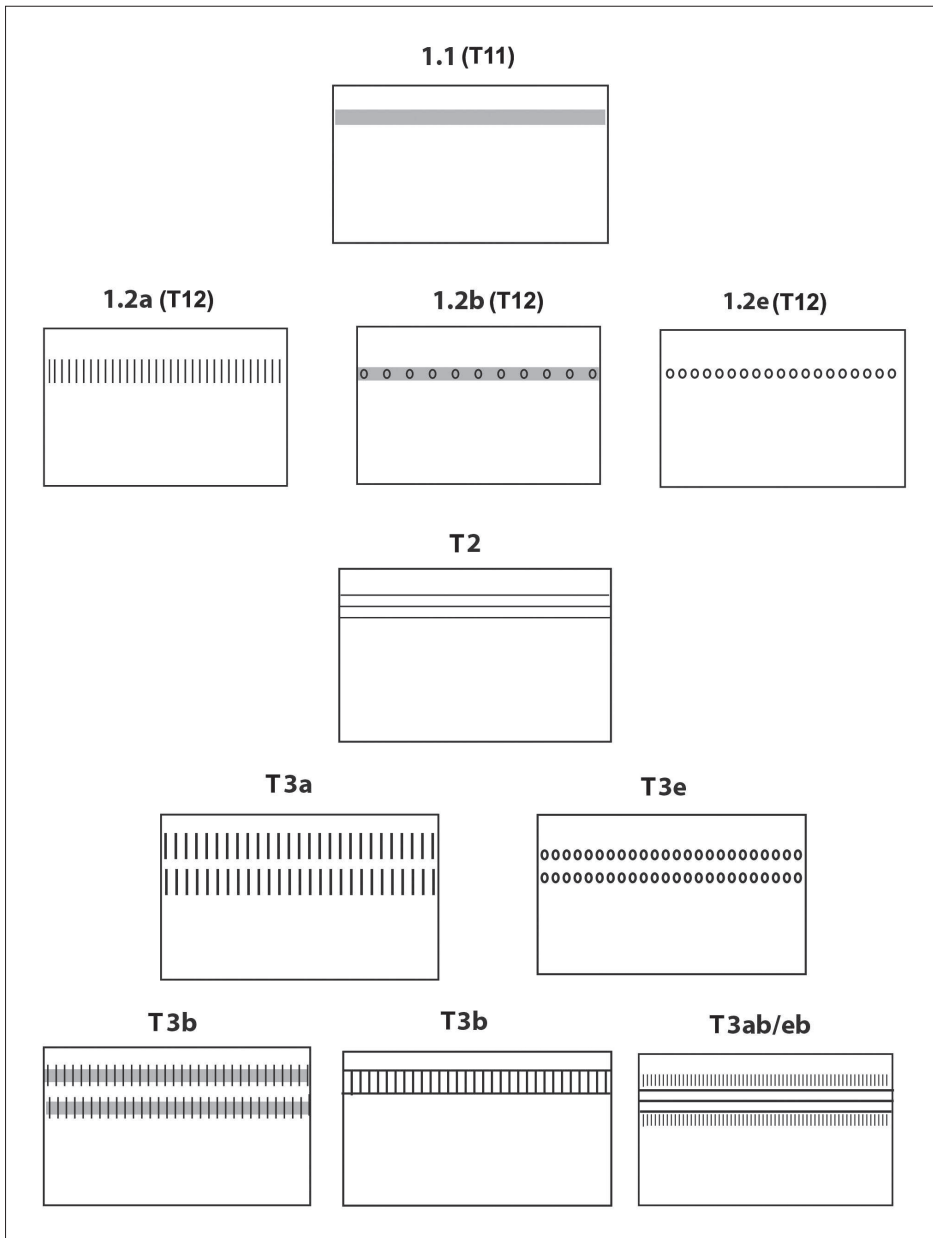 1.1 (T11)
1.2a (T12)
1.2b (T12)
1.2e (T12)
T2
T3a
T3e
T3b
T3b
T3ab/eb